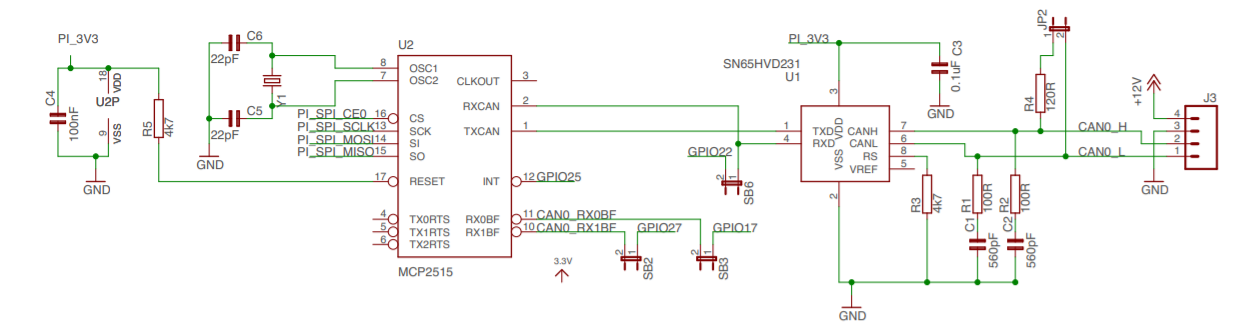 PI_3V3
C4
100nF
18
VDD
U2P
9
VSS
R5
4k7
GND
C6
22pF
Y1
C5
22pF
GND
U2
8
OSC1
7
OSC2
CLKOUT
3
RXCAN
2
PI_SPI_CE0
16
CS
PI_SPI_SCLK
13
SCK
TXCAN
1
PI_SPI_MOSI
14
SI
PI_SPI_MISO
15
SO
17
RESET
INT
12
GPIO25
4
TX0RTS
RX0BF
11
CAN0_RX0BF
5
TX1RTS
RX1BF
10
CAN0_RX1BF
6
TX2RTS
MCP2515
3.3V
GPIO27
2
1
SB2
GPIO17
2
1
SB3
GPIO22
2
1
SB6
PI_3V3
SN65HVD231
U1
C3
0.1uF
GND
3
VDD
1
TXD
CANH
7
4
RXD
CANL
6
RS
8
VSS
VREF
5
2
R3
4k7
R1
100R
R2
100R
C1
560pF
C2
560pF
GND
JP2
1
2
R4
120R
CAN0_H
CAN0_L
+12V
J3
4
3
2
1
GND